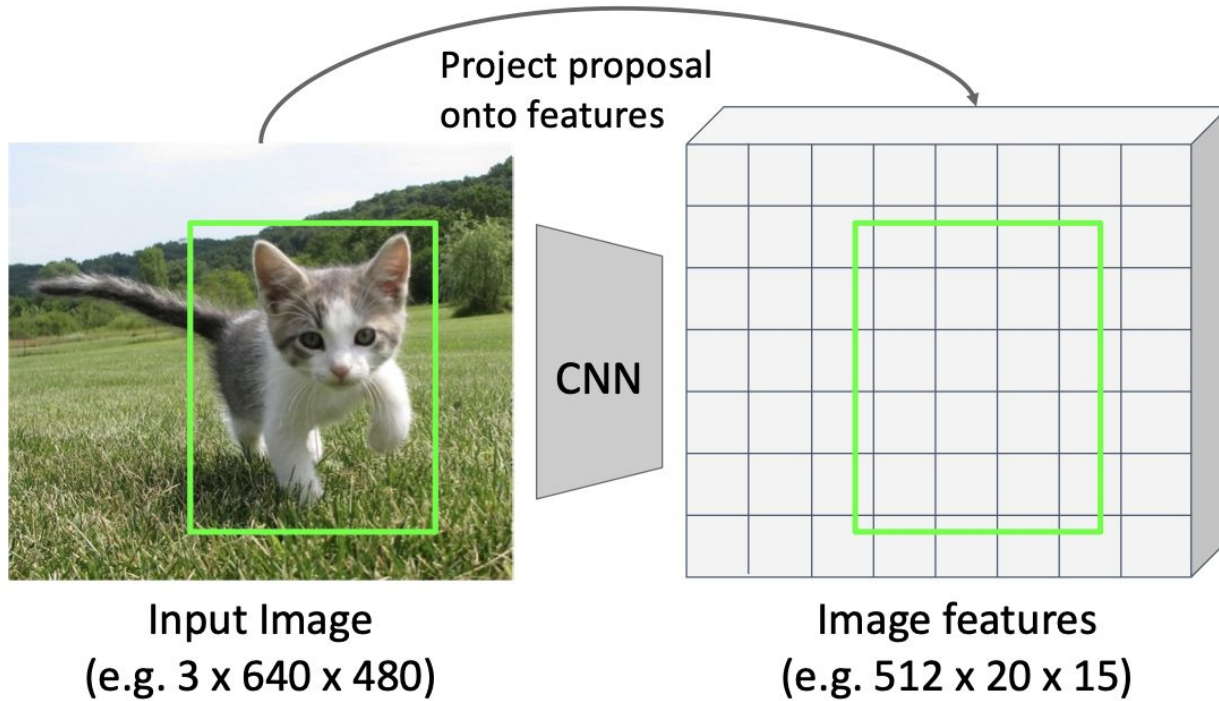 Project proposal
onto features
CNN
Input Image
(e.g. 3 x 640 x 480)
Image features
(e.g. 512 x 20 x 15)